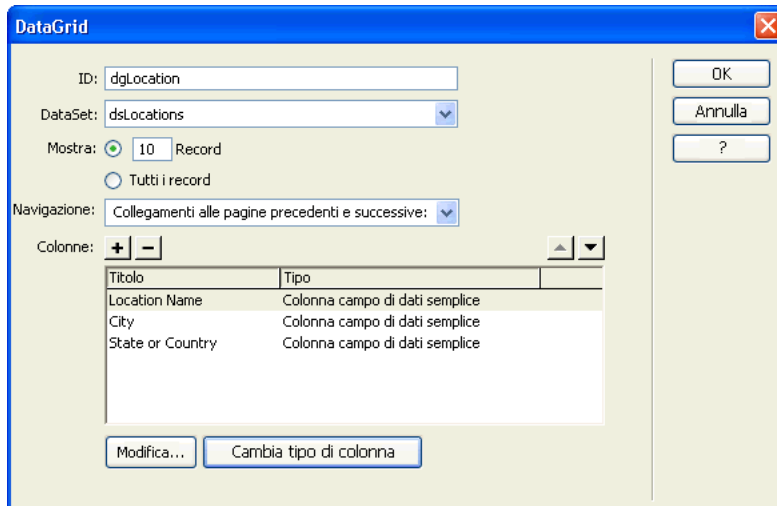 DataGrid
ID: dgLocation
OK
DataSet: dsLocations
Annulla
Mostra: 10 Record
?
Tutti i record
Navigazione: Collegamenti alle pagine precedenti e successive:
Colonne: + −
Titolo Tipo
Location Name Colonna campo di dati semplice
City Colonna campo di dati semplice
State or Country Colonna campo di dati semplice
Modifica... Cambia tipo di colonna